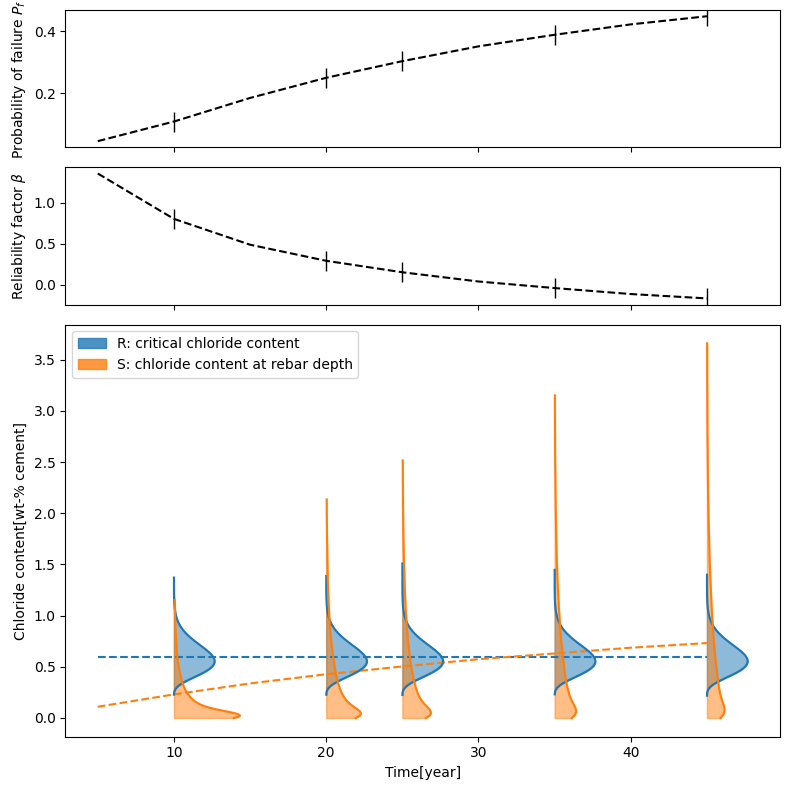 Probability of failure P_f
0.4
0.2
Reliability factor β
1.0
0.5
0.0
R: critical chloride content
S: chloride content at rebar depth
Chloride content[wt-% cement]
3.5
3.0
2.5
2.0
1.5
1.0
0.5
0.0
10
20
30
40
Time[year]